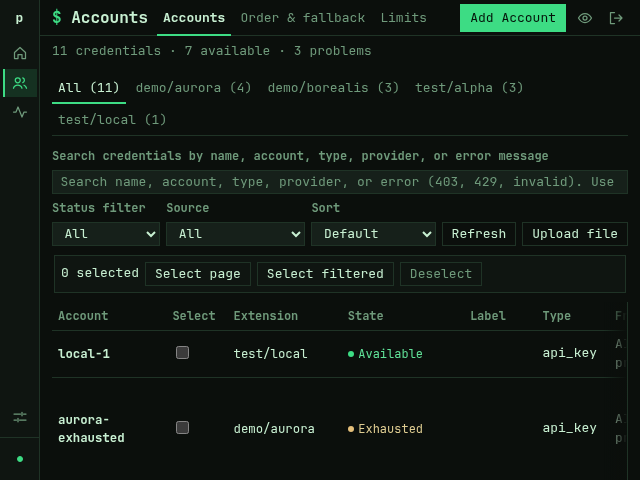 p
$ Accounts Accounts Order & fallback Limits Add Account
11 credentials · 7 available · 3 problems
All (11) demo/aurora (4) demo/borealis (3) test/alpha (3)
test/local (1)
Search credentials by name, account, type, provider, or error message
Search name, account, type, provider, or error (403, 429, invalid). Use
Status filter Source Sort
All All Default Refresh Upload file
0 selected Select page Select filtered Deselect
Account Select Extension State Label Type
local-1 test/local Available api_key
aurora-
exhausted demo/aurora Exhausted api_key